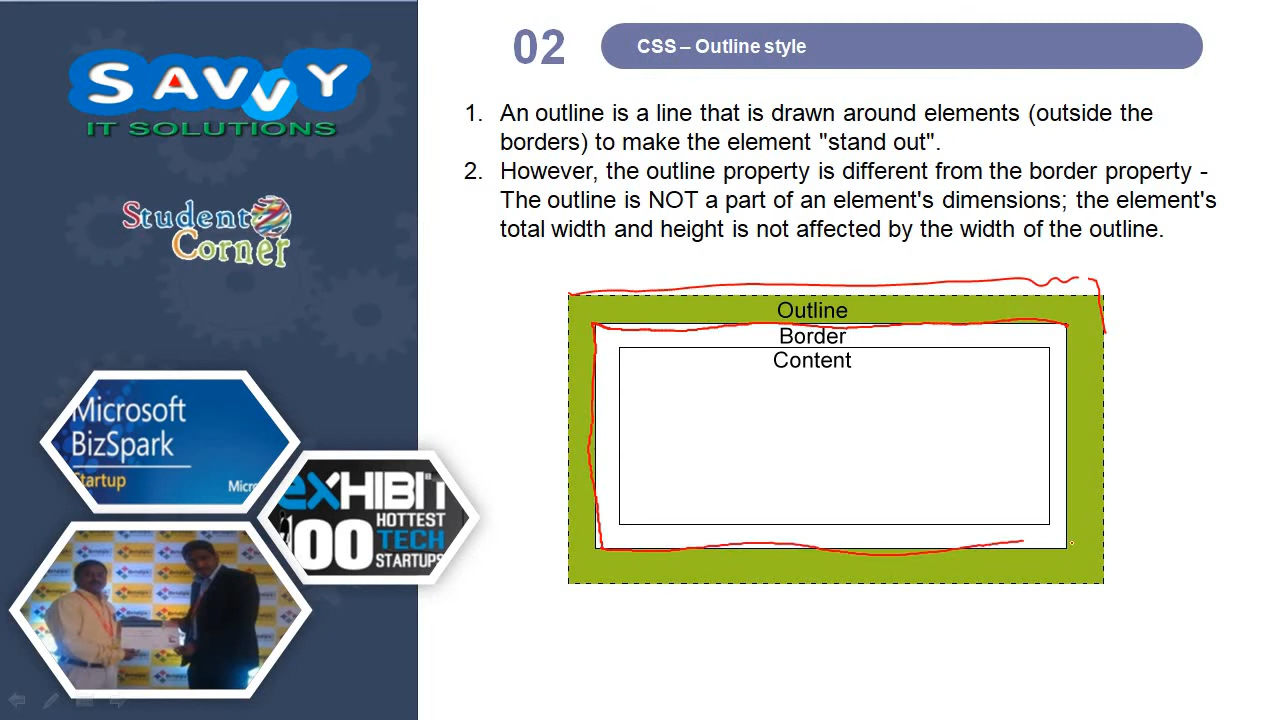 SAVVY
IT SOLUTIONS
Student
Corner
Microsoft
BizSpark
Startup
Micr
exHIBIT
100
HOTTEST
TECH
STARTUPS
02
CSS – Outline style
1. An outline is a line that is drawn around elements (outside the
borders) to make the element "stand out".
2. However, the outline property is different from the border property -
The outline is NOT a part of an element's dimensions; the element's
total width and height is not affected by the width of the outline.
Outline
Border
Content